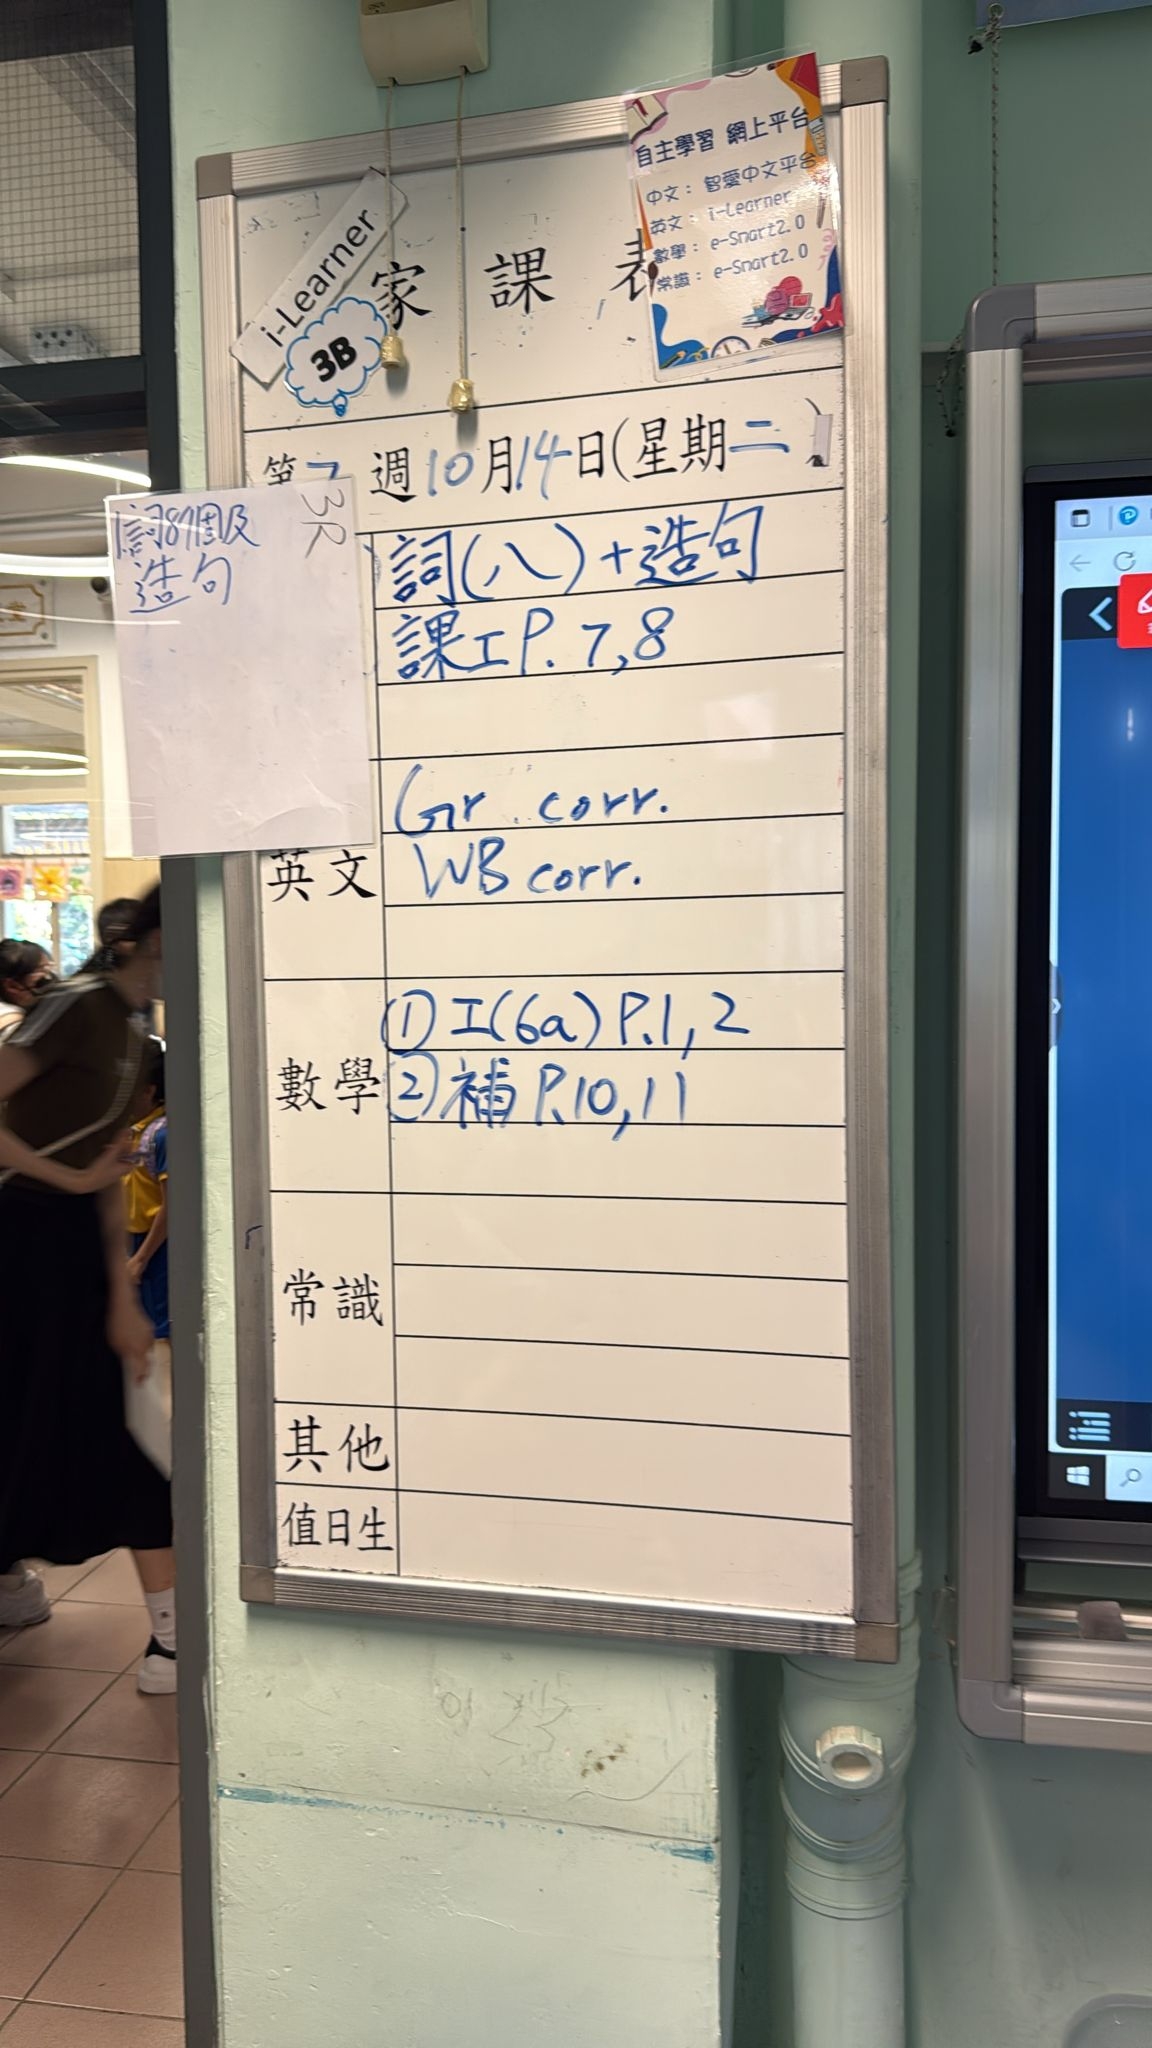 自主學習 網上平台
中文：智愛中文平台
英文：i-Learner
數學：e-Smart2.0
常識：e-Smart2.0
i-Learner
3B
家課表
第 週10月14日(星期二)
3R
詞8個及
造句
詞(八)+造句
課工P.7,8
英文
Gr corr.
WB corr.
數學
①工(6a)P.1,2
②補P.10,11
常識
其他
值日生